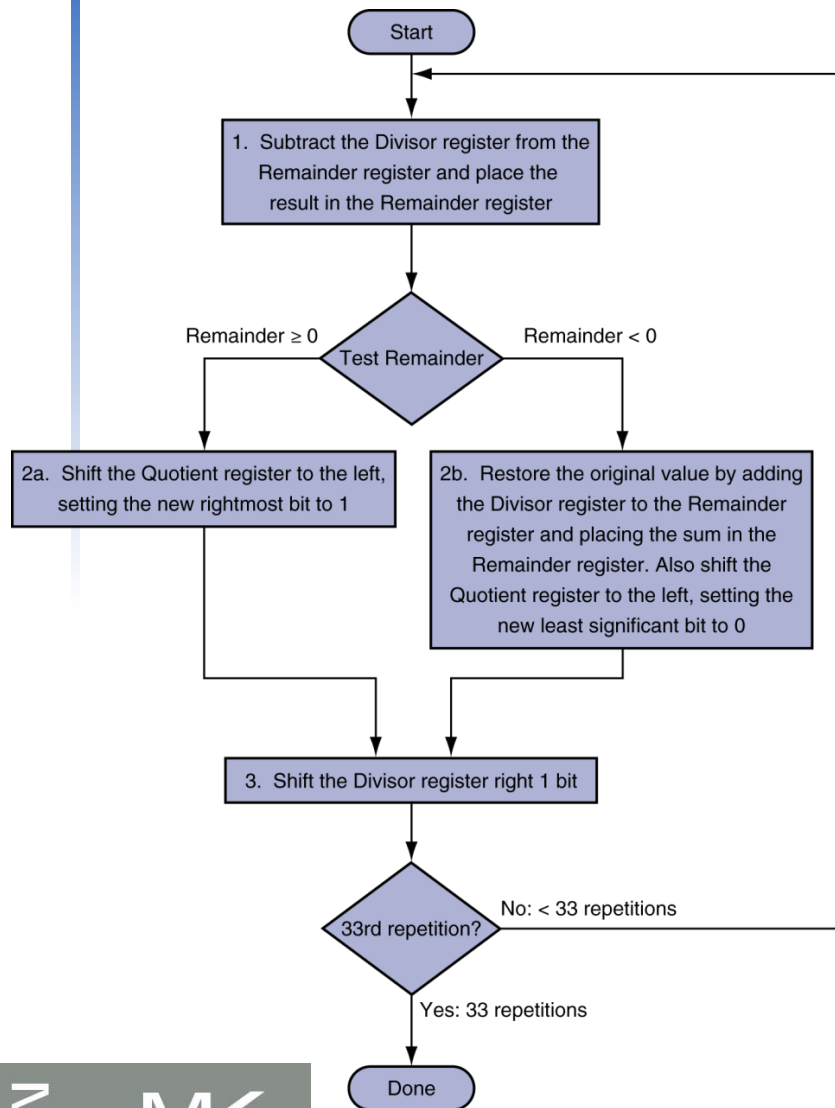 Start
1. Subtract the Divisor register from the
Remainder register and place the
result in the Remainder register
Remainder ≥ 0
Test Remainder
Remainder < 0
2a. Shift the Quotient register to the left,
setting the new rightmost bit to 1
2b. Restore the original value by adding
the Divisor register to the Remainder
register and placing the sum in the
Remainder register. Also shift the
Quotient register to the left, setting the
new least significant bit to 0
3. Shift the Divisor register right 1 bit
33rd repetition?
No: < 33 repetitions
Yes: 33 repetitions
Done